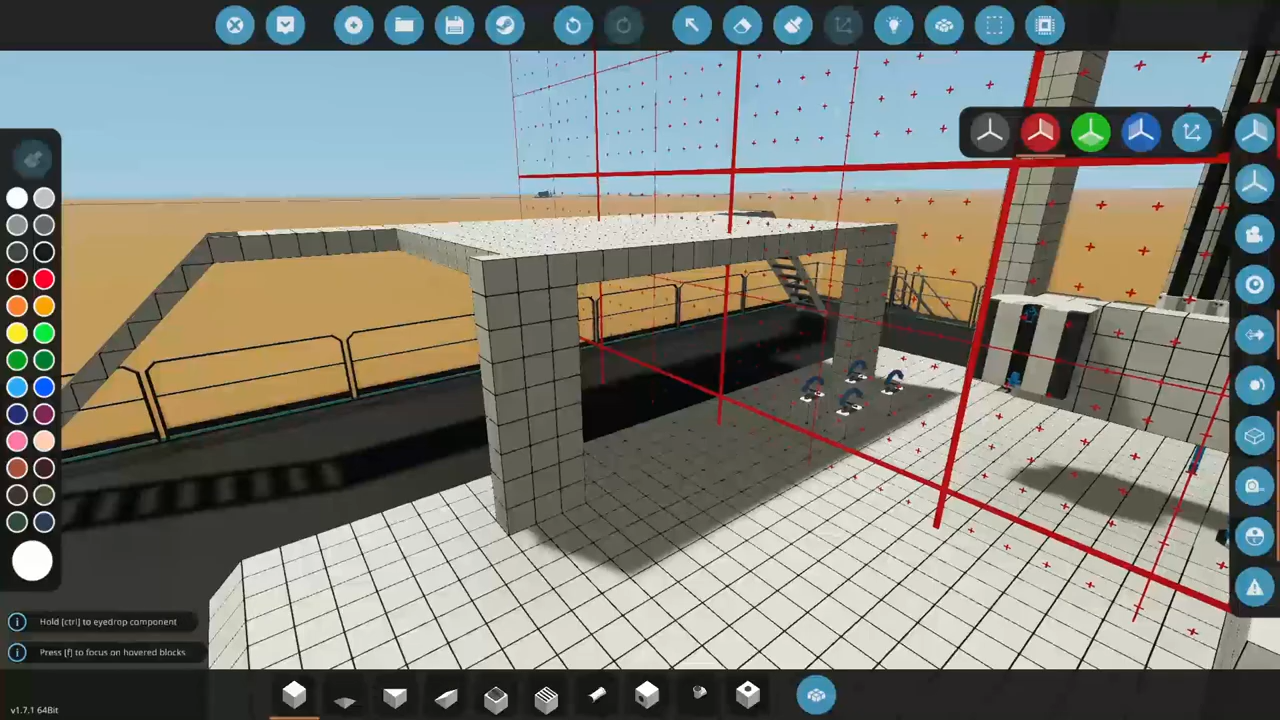 Hold [ctrl] to eyedrop component
Press [f] to focus on hovered blocks
v1.7.1 64Bit